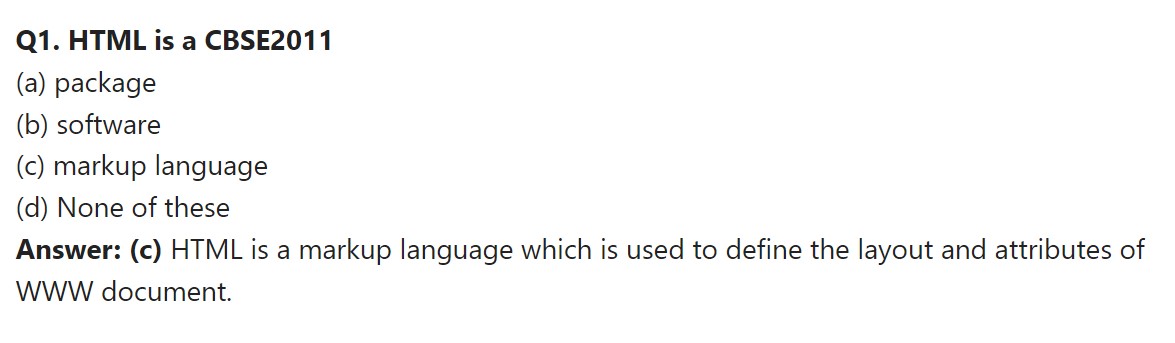 Q1. HTML is a CBSE2011
(a) package
(b) software
(c) markup language
(d) None of these
Answer: (c) HTML is a markup language which is used to define the layout and attributes of
WWW document.